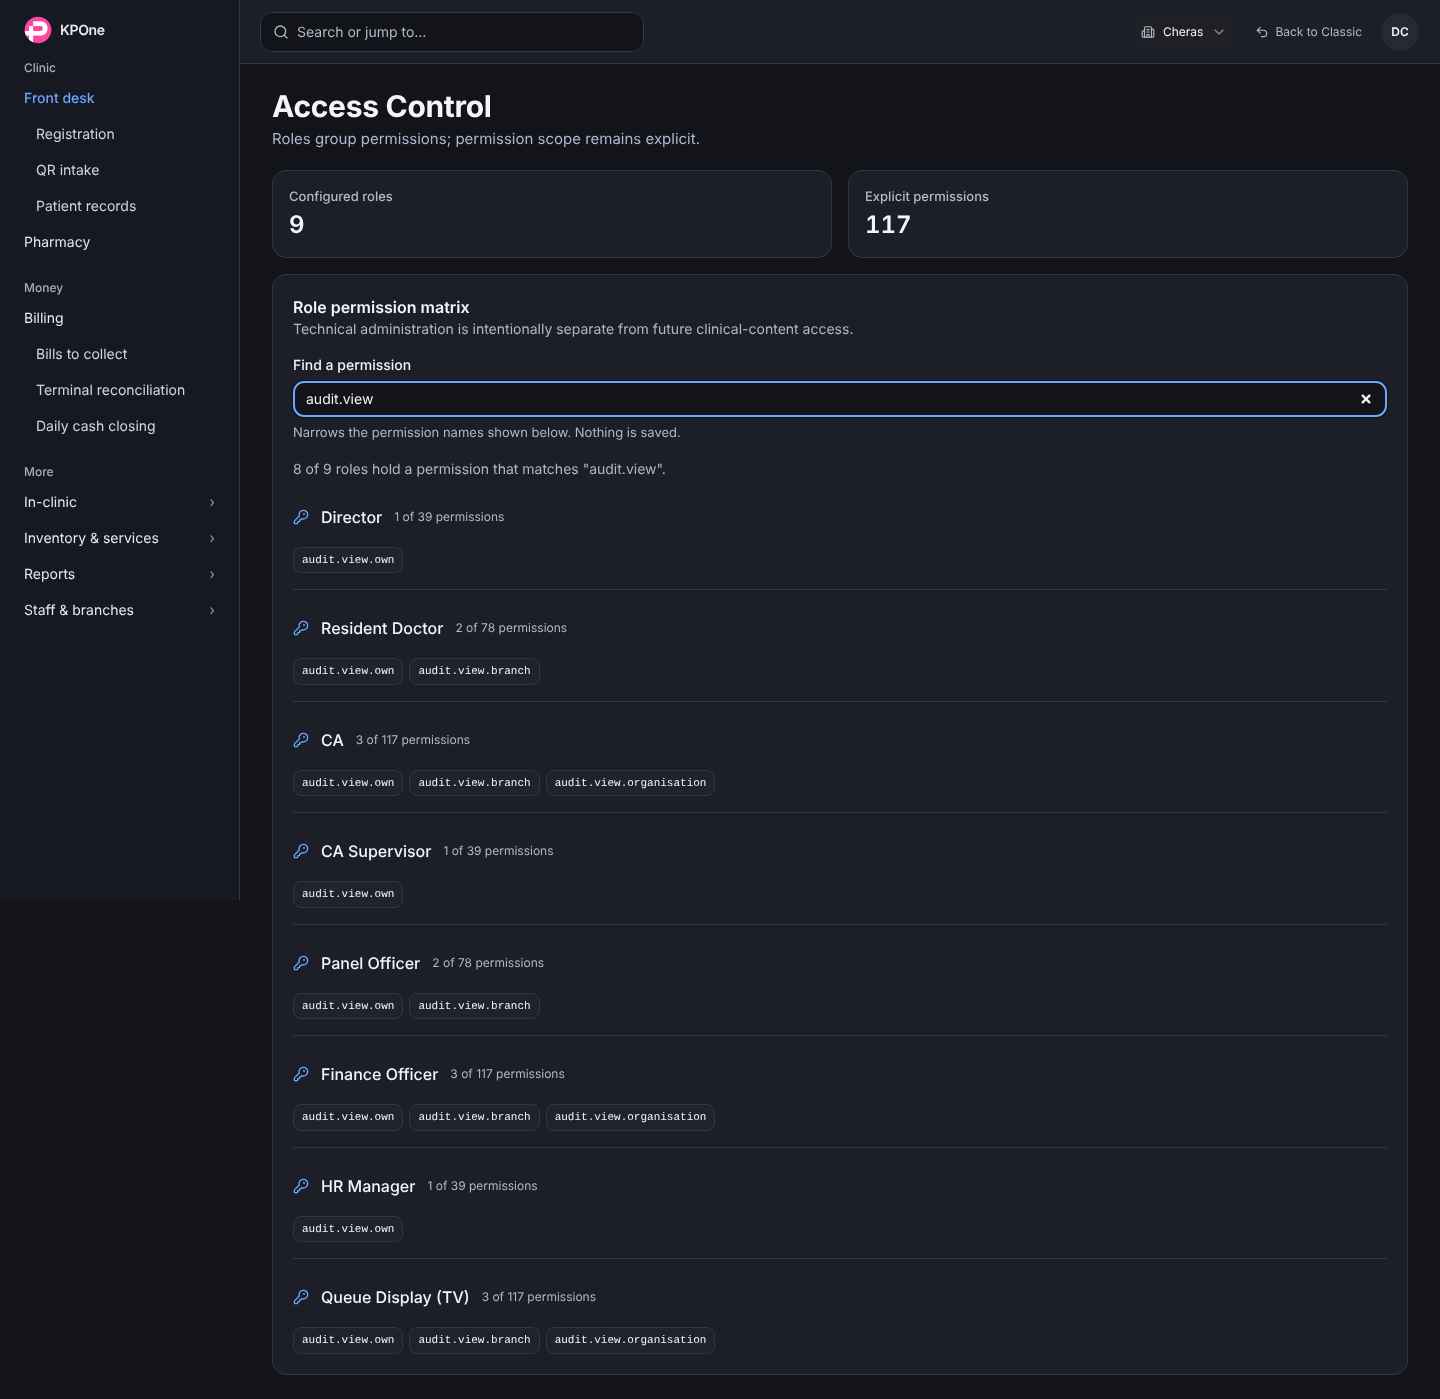 KPOne
Clinic
Front desk
Registration
QR intake
Patient records
Pharmacy
Money
Billing
Bills to collect
Terminal reconciliation
Daily cash closing
More
In-clinic
Inventory & services
Reports
Staff & branches
Search or jump to...
Cheras
Back to Classic
DC
Access Control
Roles group permissions; permission scope remains explicit.
Configured roles
9
Explicit permissions
117
Role permission matrix
Technical administration is intentionally separate from future clinical-content access.
Find a permission
audit.view
Narrows the permission names shown below. Nothing is saved.
8 of 9 roles hold a permission that matches "audit.view".
Director 1 of 39 permissions
audit.view.own
Resident Doctor 2 of 78 permissions
audit.view.own audit.view.branch
CA 3 of 117 permissions
audit.view.own audit.view.branch audit.view.organisation
CA Supervisor 1 of 39 permissions
audit.view.own
Panel Officer 2 of 78 permissions
audit.view.own audit.view.branch
Finance Officer 3 of 117 permissions
audit.view.own audit.view.branch audit.view.organisation
HR Manager 1 of 39 permissions
audit.view.own
Queue Display (TV) 3 of 117 permissions
audit.view.own audit.view.branch audit.view.organisation